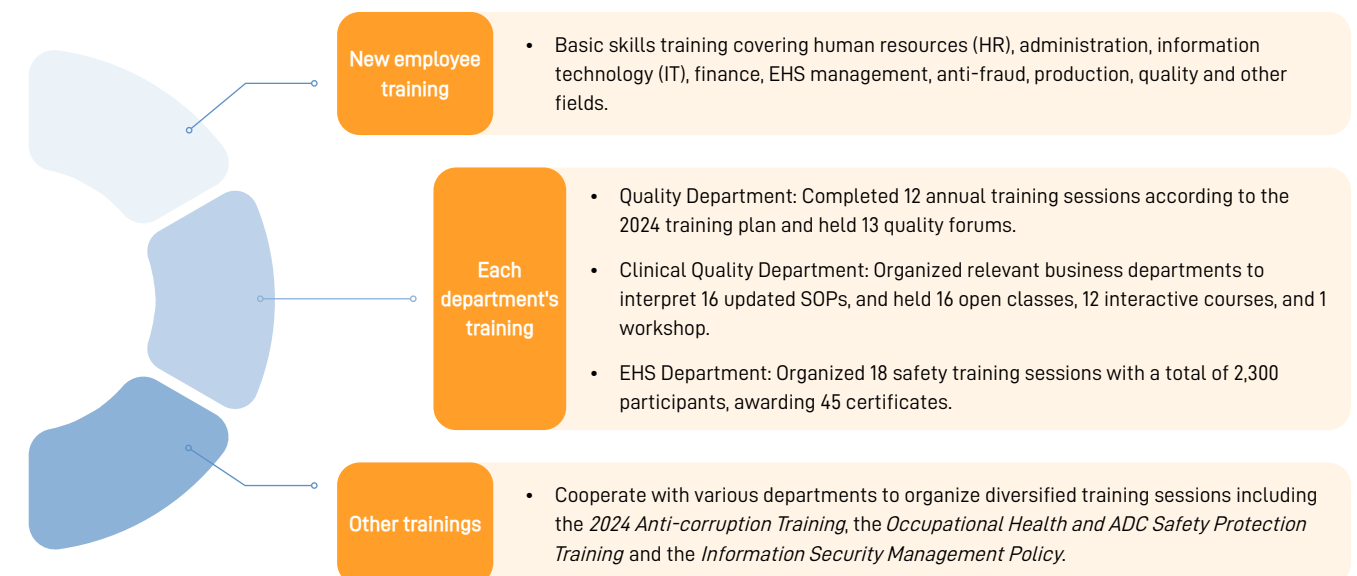 New employee
training
• Basic skills training covering human resources (HR), administration, information
technology (IT), finance, EHS management, anti-fraud, production, quality and other
fields.
Each
department's
training
• Quality Department: Completed 12 annual training sessions according to the
2024 training plan and held 13 quality forums.
• Clinical Quality Department: Organized relevant business departments to
interpret 16 updated SOPs, and held 16 open classes, 12 interactive courses, and 1
workshop.
• EHS Department: Organized 18 safety training sessions with a total of 2,300
participants, awarding 45 certificates.
Other trainings
• Cooperate with various departments to organize diversified training sessions including
the 2024 Anti-corruption Training, the Occupational Health and ADC Safety Protection
Training and the Information Security Management Policy.